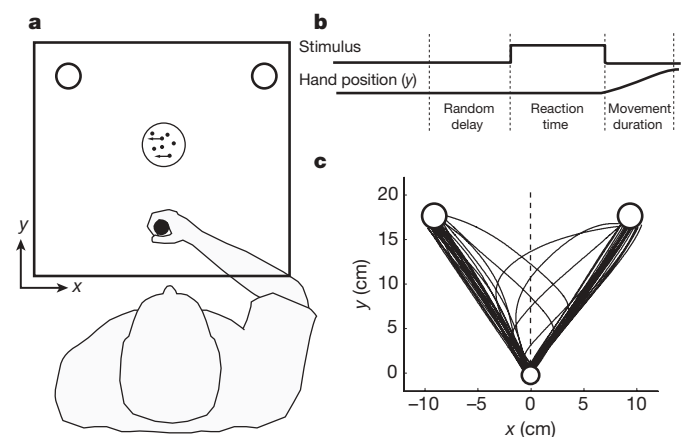 a
y
x
b
Stimulus
Hand position (y)
Random
delay
Reaction
time
Movement
duration
c
20
15
10
5
0
y (cm)
−10
−5
0
5
10
x (cm)